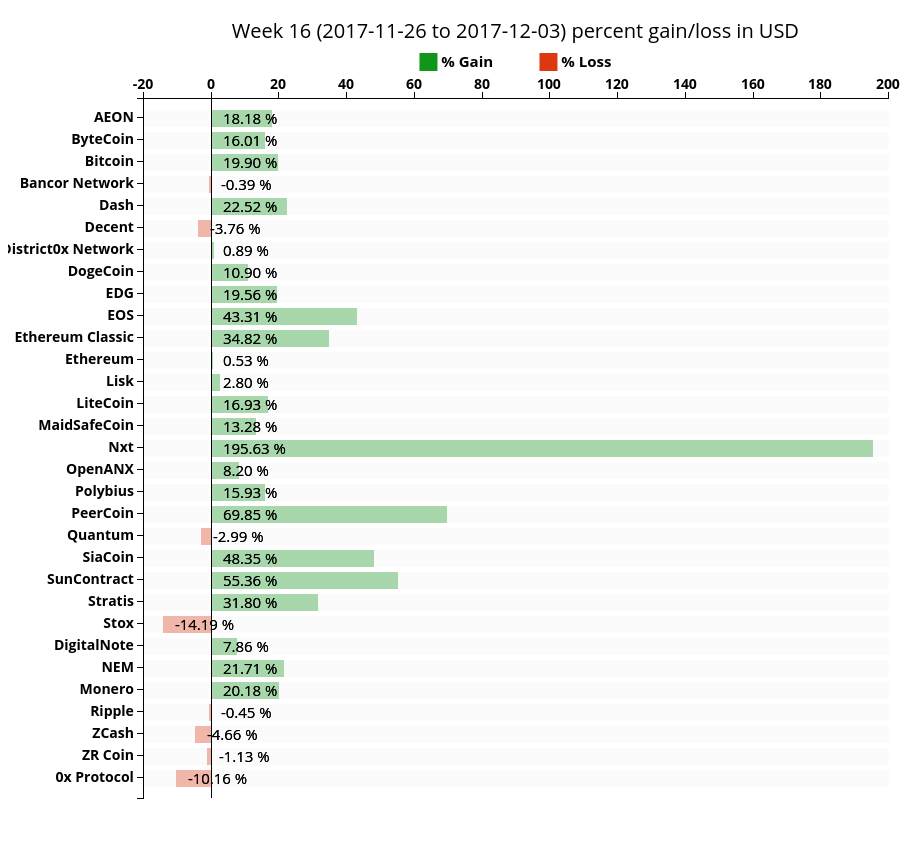 Week 16 (2017-11-26 to 2017-12-03) percent gain/loss in USD
% Gain % Loss
-20 0 20 40 60 80 100 120 140 160 180 200
AEON 18.18 %
ByteCoin 16.01 %
Bitcoin 19.90 %
Bancor Network -0.39 %
Dash 22.52 %
Decent -3.76 %
istrict0x Network 0.89 %
DogeCoin 10.90 %
EDG 19.56 %
EOS 43.31 %
Ethereum Classic 34.82 %
Ethereum 0.53 %
Lisk 2.80 %
LiteCoin 16.93 %
MaidSafeCoin 13.28 %
Nxt 195.63 %
OpenANX 8.20 %
Polybius 15.93 %
PeerCoin 69.85 %
Quantum -2.99 %
SiaCoin 48.35 %
SunContract 55.36 %
Stratis 31.80 %
Stox -14.19 %
DigitalNote 7.86 %
NEM 21.71 %
Monero 20.18 %
Ripple -0.45 %
ZCash -4.66 %
ZR Coin -1.13 %
0x Protocol -10.16 %